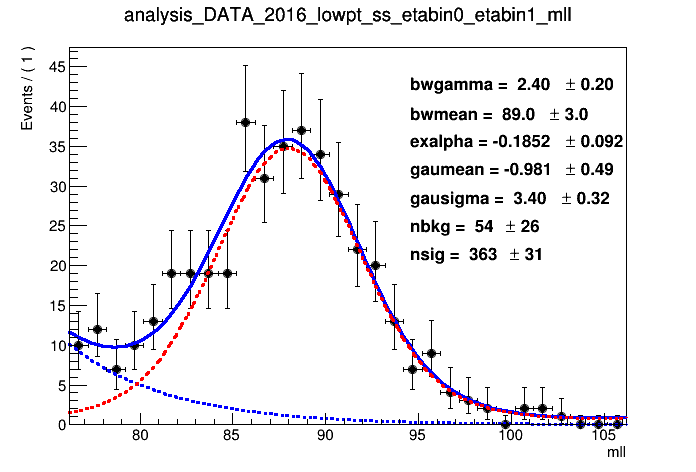 analysis_DATA_2016_lowpt_ss_etabin0_etabin1_mll
Events / ( 1 )
45
40
35
30
25
20
15
10
5
0
bwgamma = 2.40 ± 0.20
bwmean = 89.0 ± 3.0
exalpha = -0.1852 ± 0.092
gaumean = -0.981 ± 0.49
gausigma = 3.40 ± 0.32
nbkg = 54 ± 26
nsig = 363 ± 31
80 85 90 95 100 105
mll